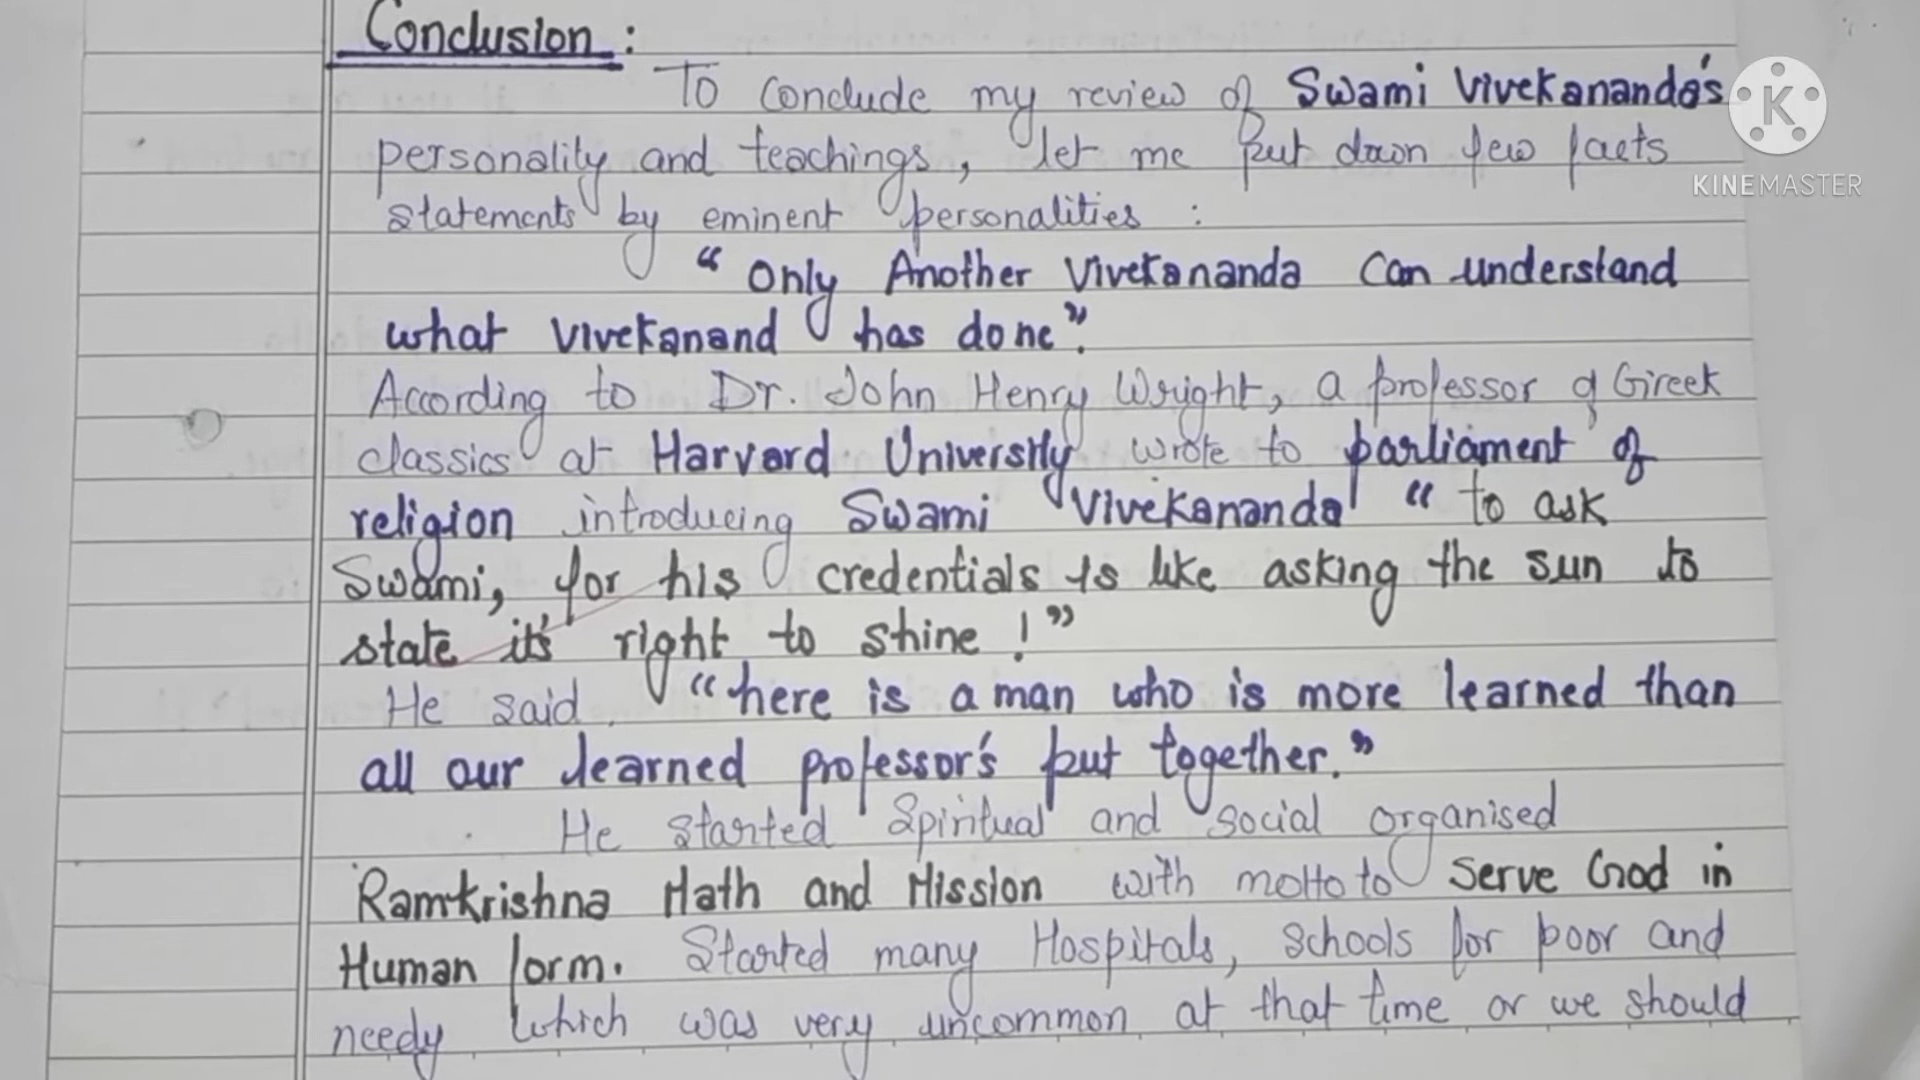 Conclusion :
To conclude my review of Swami Vivekananda's
personality and teachings, let me put down few facts
statements by eminent personalities :
" Only Another Vivekananda Can understand
what Vivekanand has done".
According to Dr. John Henry Wright, a professor of Greek
classics at Harvard University wrote to parliament of
religion introducing Swami Vivekananda " to ask
Swami, for his credentials is like asking the sun to
state it's right to shine ! "
He said, " here is a man who is more learned than
all our learned professor's put together."
He started Spiritual and social organised
Ramkrishna Math and Mission with motto to serve God in
Human form. Started many Hospitals, schools for poor and
needy which was very uncommon at that time or we should
K
KINEMASTER